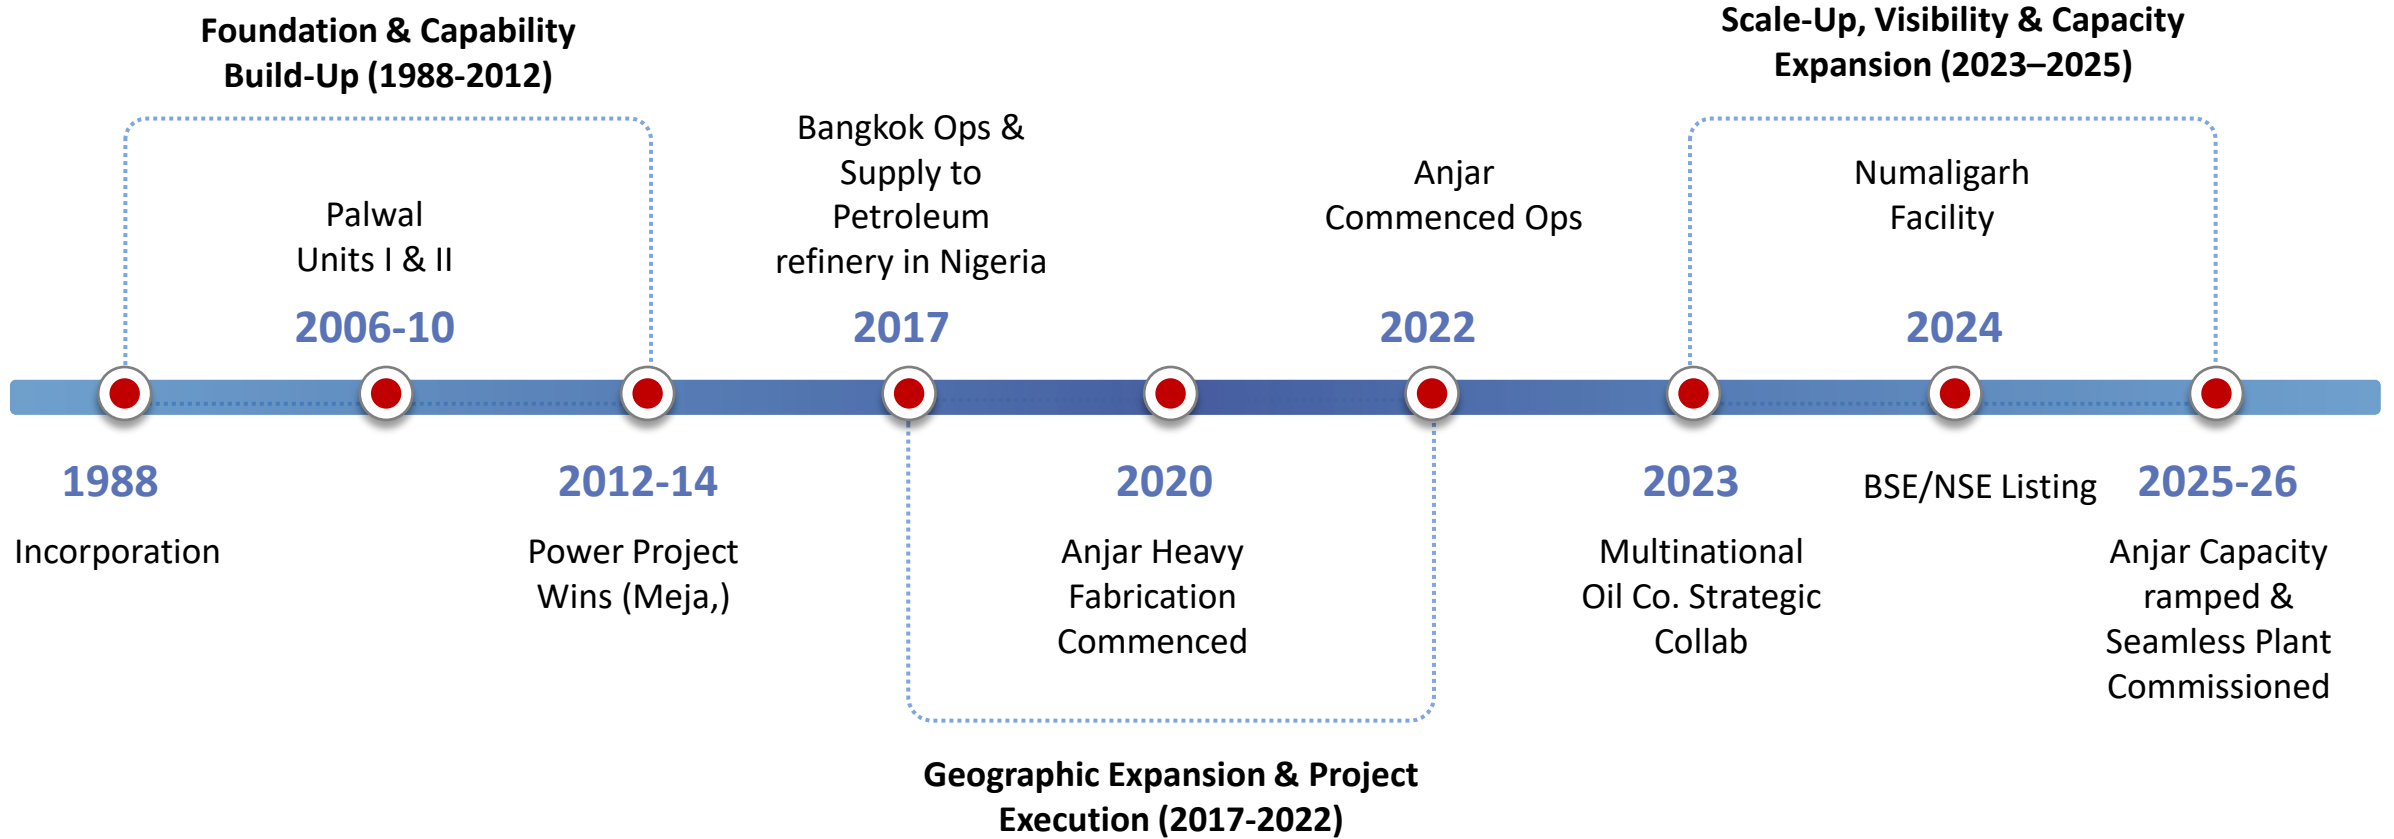 Foundation & Capability
Build-Up (1988-2012)
Scale-Up, Visibility & Capacity
Expansion (2023–2025)
Palwal
Units I & II
2006-10
Bangkok Ops &
Supply to
Petroleum
refinery in Nigeria
2017
Anjar
Commenced Ops
2022
Numaligarh
Facility
2024
1988
Incorporation
2012-14
Power Project
Wins (Meja,)
2020
Anjar Heavy
Fabrication
Commenced
2023
Multinational
Oil Co. Strategic
Collab
BSE/NSE Listing
2025-26
Anjar Capacity
ramped &
Seamless Plant
Commissioned
Geographic Expansion & Project
Execution (2017-2022)